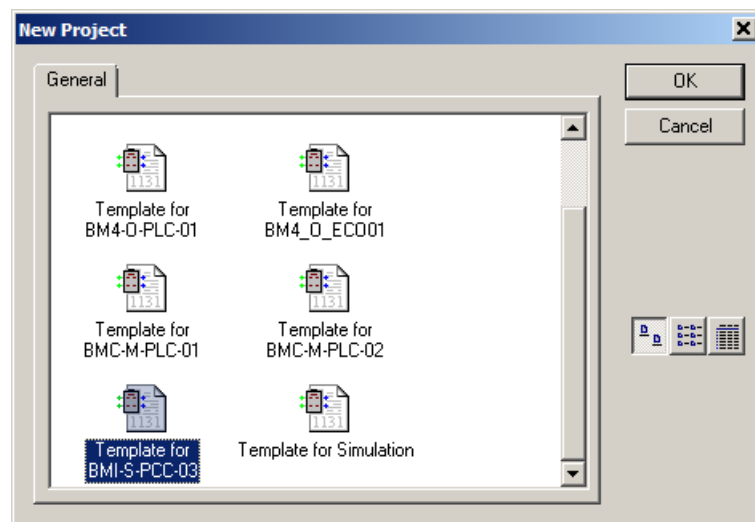 New Project
General
OK
Cancel
1131
1131
Template for
BM4-O-PLC-01
Template for
BM4_O_ECO01
1131
1131
Template for
BMC-M-PLC-01
Template for
BMC-M-PLC-02
1131
1131
Template for
BMI-S-PCC-03
Template for Simulation